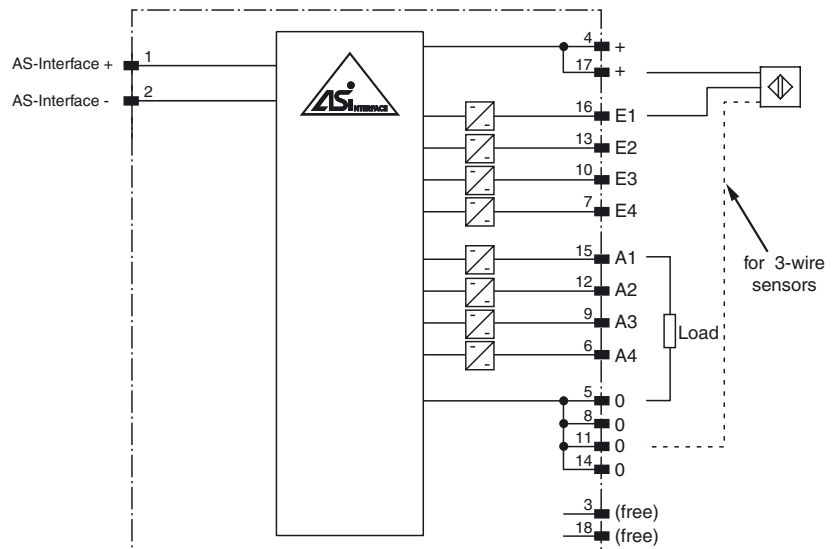 AS-Interface +
1
AS-Interface -
2
ASi INTERFACE
4 +
17 +
16 E1
13 E2
10 E3
7 E4
15 A1
12 A2
9 A3
6 A4
5 0
8 0
11 0
14 0
3 (free)
18 (free)
Load
for 3-wire
sensors